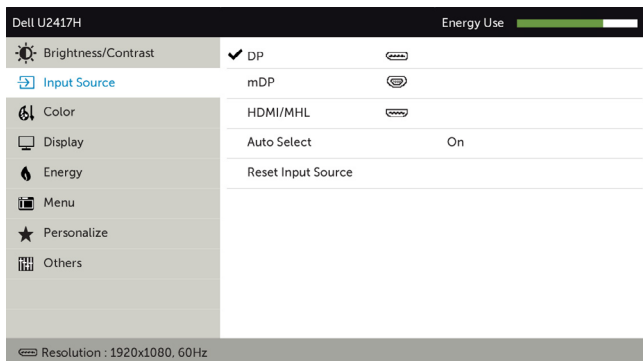 Dell U2417H Energy Use
Brightness/Contrast DP
Input Source mDP
Color HDMI/MHL
Display Auto Select On
Energy Reset Input Source
Menu
Personalize
Others
Resolution : 1920x1080, 60Hz